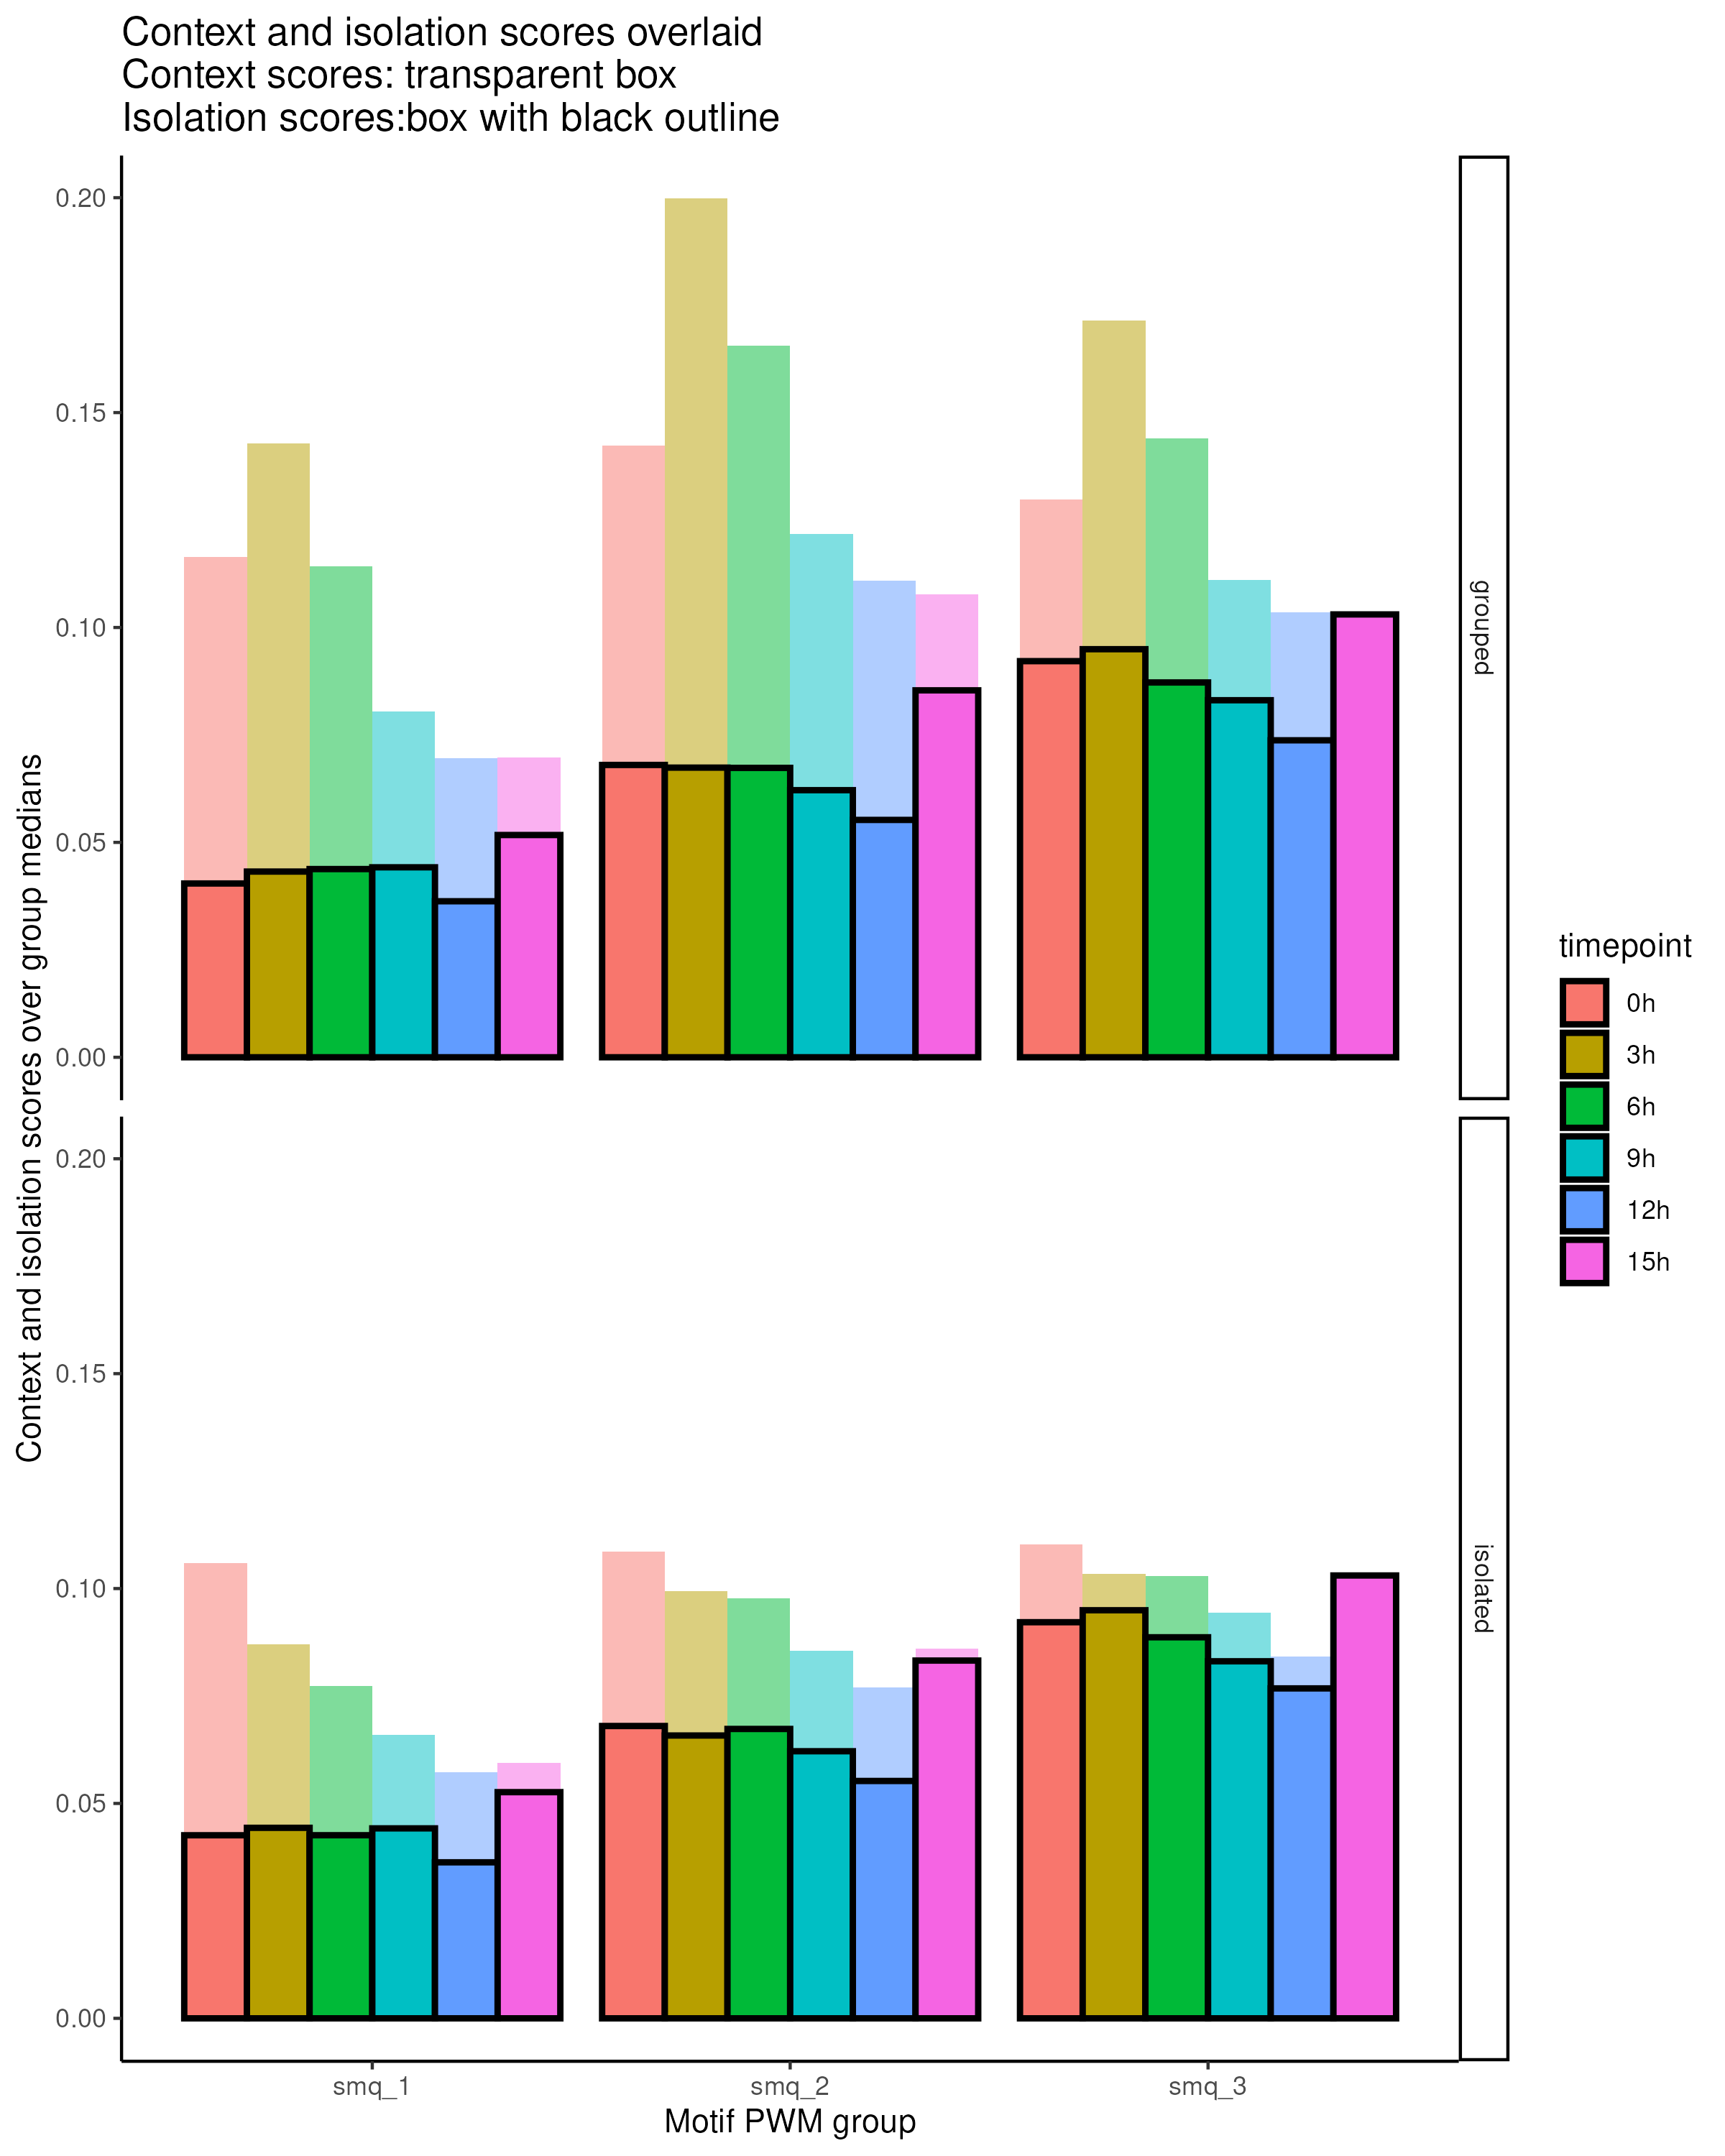 Context and isolation scores overlaid
Context scores: transparent box
Isolation scores:box with black outline
Context and isolation scores over group medians
0.20
0.15
0.10
0.05
0.00
grouped
0.20
0.15
0.10
0.05
0.00
isolated
smq_1
smq_2
smq_3
Motif PWM group
timepoint
0h
3h
6h
9h
12h
15h